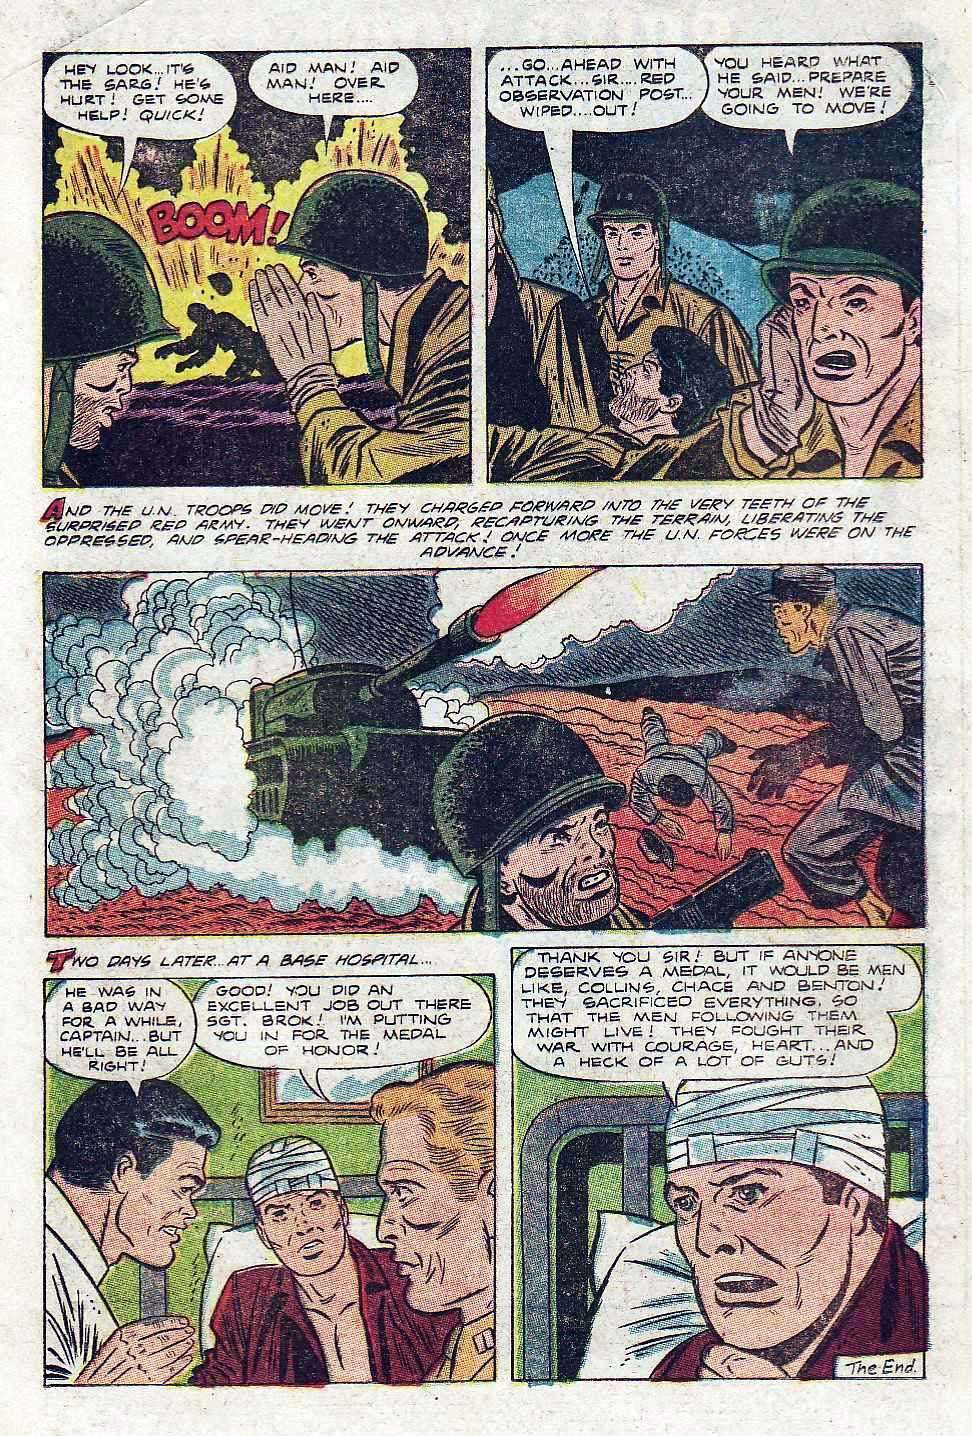 HEY LOOK...IT'S
THE SARG! HE'S
HURT! GET SOME
HELP! QUICK!
AID MAN! AID
MAN! OVER
HERE....
BOOM!
...GO...AHEAD WITH
ATTACK....SIR....RED
OBSERVATION POST...
WIPED....OUT!
YOU HEARD WHAT
HE SAID...PREPARE
YOUR MEN! WE'RE
GOING TO MOVE!
AND THE U.N. TROOPS DID MOVE! THEY CHARGED FORWARD INTO THE VERY TEETH OF THE
SURPRISED RED ARMY. THEY WENT ONWARD, RECAPTURING THE TERRAIN, LIBERATING THE
OPPRESSED, AND SPEAR-HEADING THE ATTACK! ONCE MORE THE U.N. FORCES WERE ON THE
ADVANCE!
TWO DAYS LATER...AT A BASE HOSPITAL...
HE WAS IN
A BAD WAY
FOR A WHILE,
CAPTAIN...BUT
HE'LL BE ALL
RIGHT!
GOOD! YOU DID AN
EXCELLENT JOB OUT THERE
SGT. BROK! I'M PUTTING
YOU IN FOR THE MEDAL
OF HONOR!
THANK YOU SIR! BUT IF ANYONE
DESERVES A MEDAL, IT WOULD BE MEN
LIKE, COLLINS, CHACE AND BENTON!
THEY SACRIFICED EVERYTHING, SO
THAT THE MEN FOLLOWING THEM
MIGHT LIVE! THEY FOUGHT THEIR
WAR WITH COURAGE, HEART...AND
A HECK OF A LOT OF GUTS!
The End.